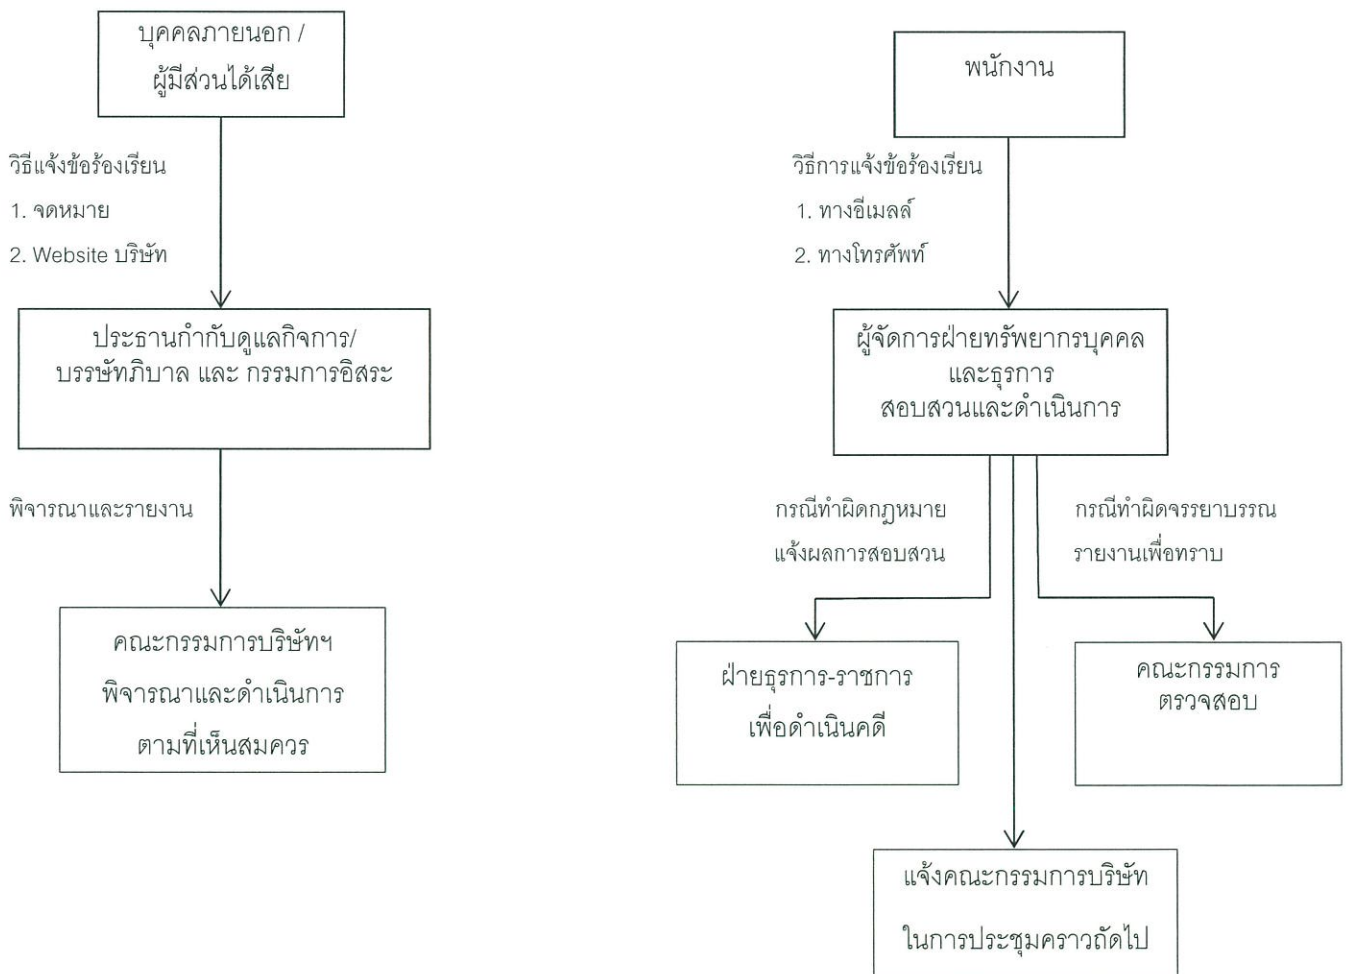 บุคคลภายนอก /
ผู้มีส่วนได้เสีย
วิธีแจ้งข้อร้องเรียน
1. จดหมาย
2. Website บริษัท
ประธานกำกับดูแลกิจการ/
บรรษัทภิบาล และ กรรมการอิสระ
พิจารณาและรายงาน
คณะกรรมการบริษัทฯ
พิจารณาและดำเนินการ
ตามที่เห็นสมควร
พนักงาน
วิธีการแจ้งข้อร้องเรียน
1. ทางอีเมลล์
2. ทางโทรศัพท์
ผู้จัดการฝ่ายทรัพยากรบุคคล
และธุรการ
สอบสวนและดำเนินการ
กรณีทำผิดกฎหมาย
แจ้งผลการสอบสวน
กรณีทำผิดจรรยาบรรณ
รายงานเพื่อทราบ
ฝ่ายธุรการ-ราชการ
เพื่อดำเนินคดี
คณะกรรมการ
ตรวจสอบ
แจ้งคณะกรรมการบริษัท
ในการประชุมคราวถัดไป